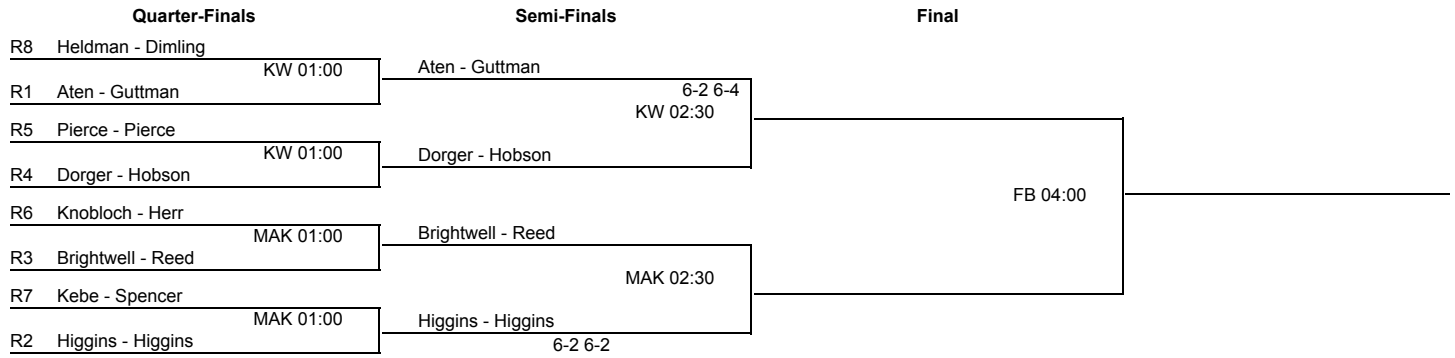 Quarter-Finals Semi-Finals Final
R8 Heldman - Dimling
KW 01:00 Aten - Guttman
R1 Aten - Guttman 6-2 6-4
KW 02:30
R5 Pierce - Pierce
KW 01:00 Dorger - Hobson
R4 Dorger - Hobson
FB 04:00
R6 Knobloch - Herr
MAK 01:00 Brightwell - Reed
R3 Brightwell - Reed
MAK 02:30
R7 Kebe - Spencer
MAK 01:00 Higgins - Higgins
R2 Higgins - Higgins 6-2 6-2